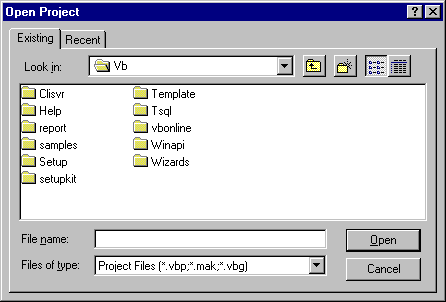 Open Project
Existing Recent
Look in: Vb
Clisvr Template
Help Tsql
report vbonline
samples Winapi
Setup Wizards
setupkit
File name: Open
Files of type: Project Files (*.vbp;*.mak;*.vbg) Cancel